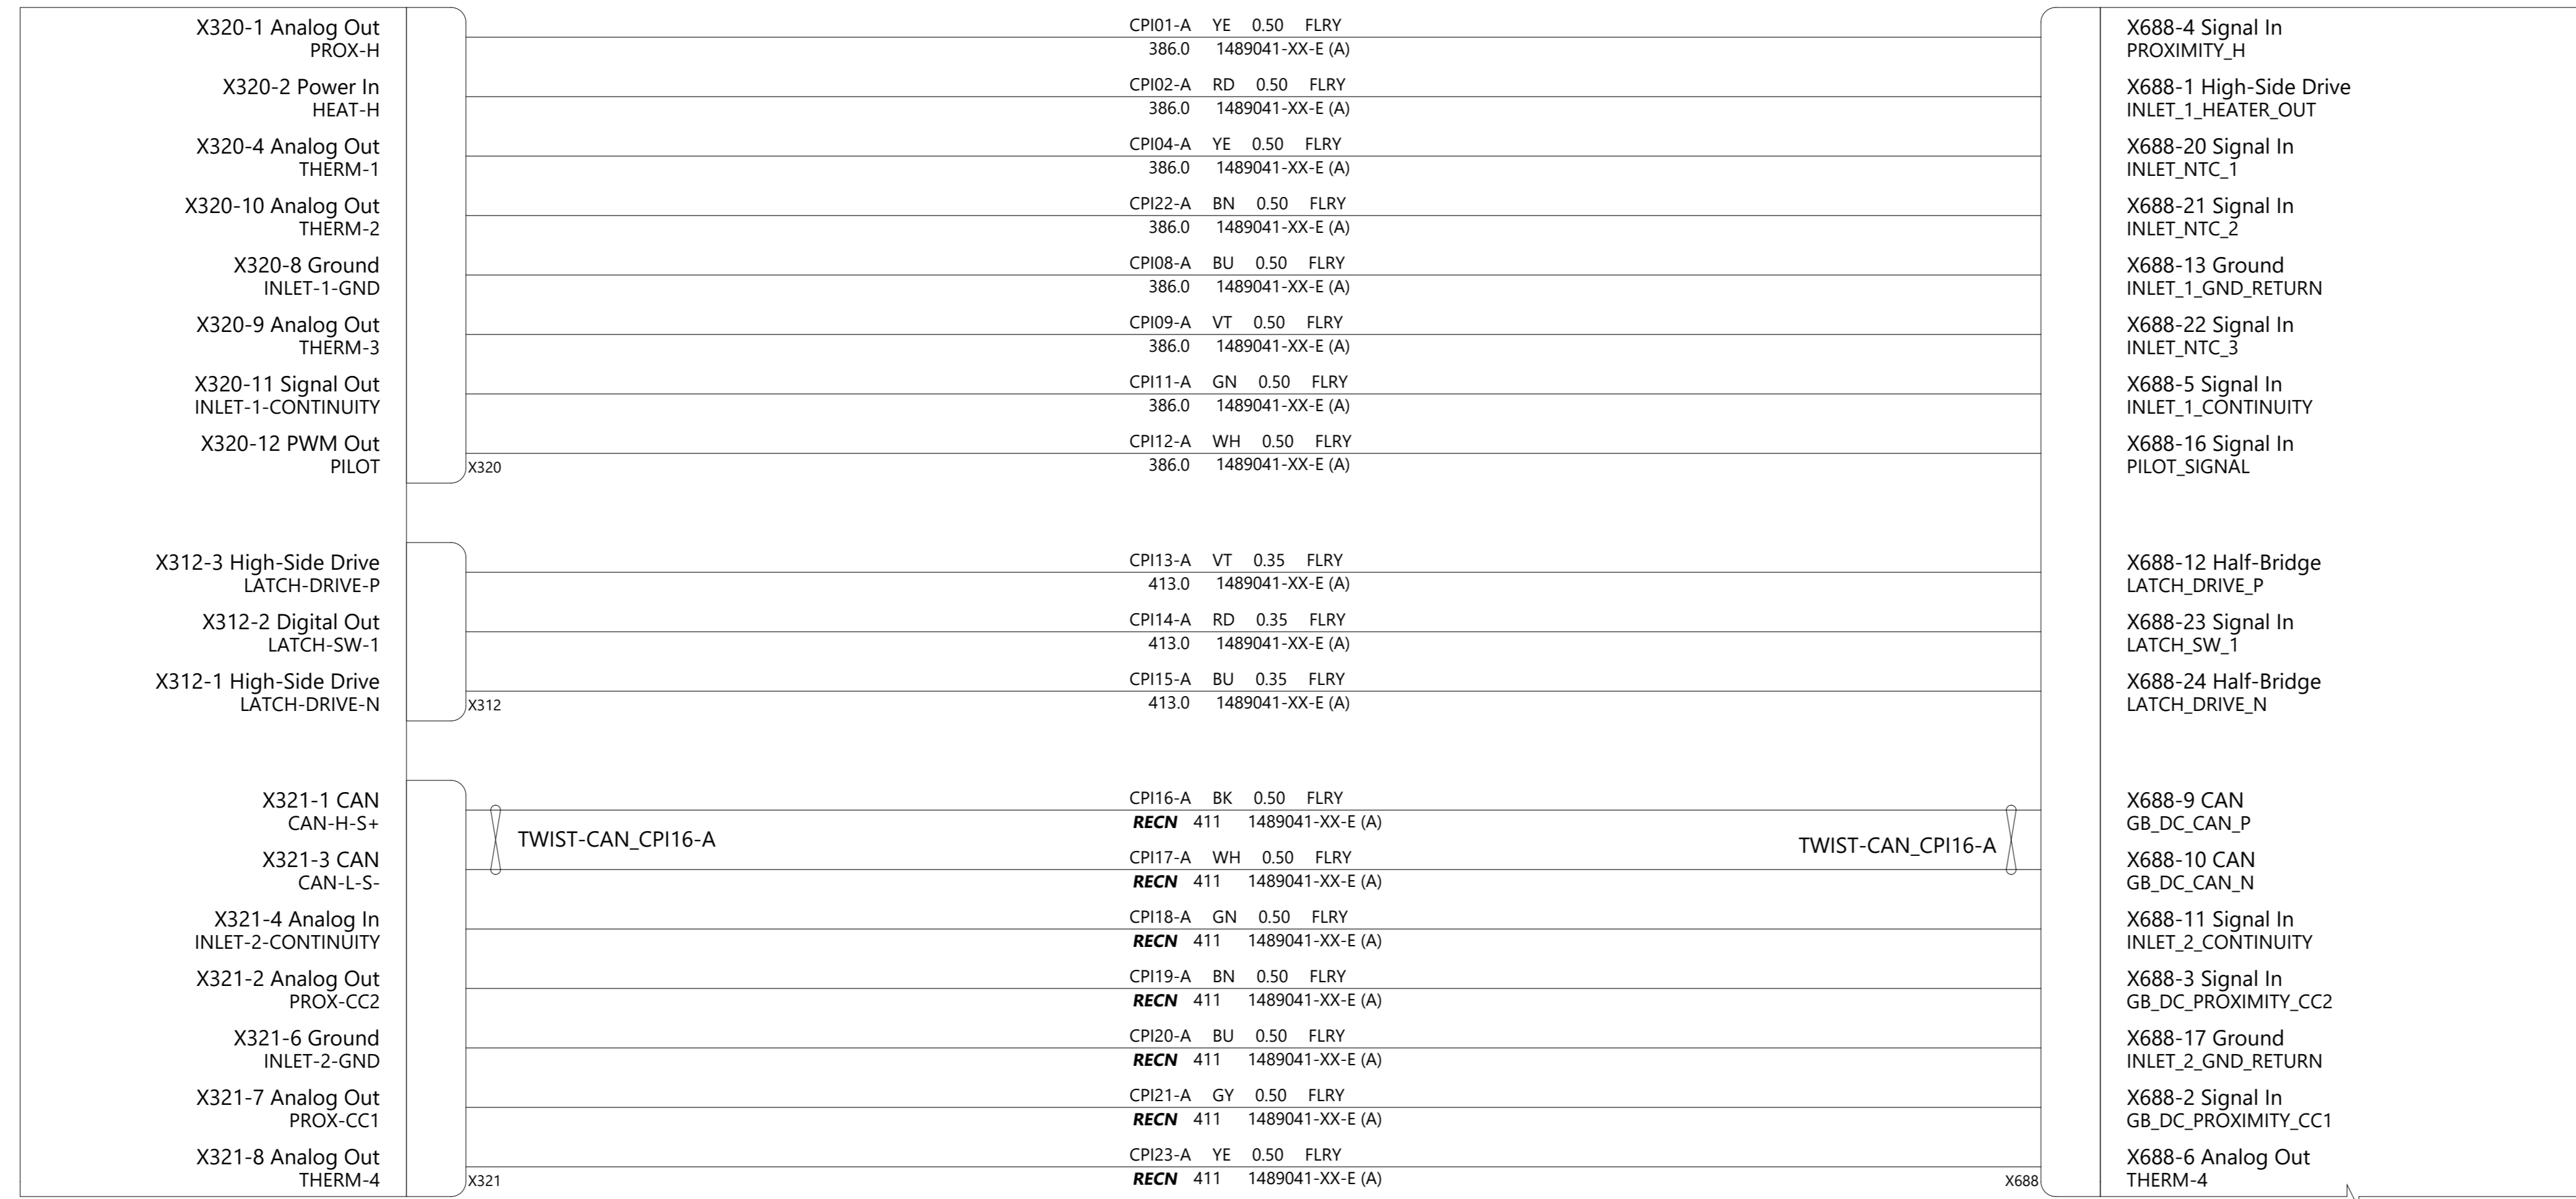 X320-1 Analog Out
PROX-H
CPI01-A YE 0.50 FLRY
386.0 1489041-XX-E (A)
X688-4 Signal In
PROXIMITY_H
X320-2 Power In
HEAT-H
CPI02-A RD 0.50 FLRY
386.0 1489041-XX-E (A)
X688-1 High-Side Drive
INLET_1_HEATER_OUT
X320-4 Analog Out
THERM-1
CPI04-A YE 0.50 FLRY
386.0 1489041-XX-E (A)
X688-20 Signal In
INLET_NTC_1
X320-10 Analog Out
THERM-2
CPI22-A BN 0.50 FLRY
386.0 1489041-XX-E (A)
X688-21 Signal In
INLET_NTC_2
X320-8 Ground
INLET-1-GND
CPI08-A BU 0.50 FLRY
386.0 1489041-XX-E (A)
X688-13 Ground
INLET_1_GND_RETURN
X320-9 Analog Out
THERM-3
CPI09-A VT 0.50 FLRY
386.0 1489041-XX-E (A)
X688-22 Signal In
INLET_NTC_3
X320-11 Signal Out
INLET-1-CONTINUITY
CPI11-A GN 0.50 FLRY
386.0 1489041-XX-E (A)
X688-5 Signal In
INLET_1_CONTINUITY
X320-12 PWM Out
PILOT
X320
CPI12-A WH 0.50 FLRY
386.0 1489041-XX-E (A)
X688-16 Signal In
PILOT_SIGNAL
X312-3 High-Side Drive
LATCH-DRIVE-P
CPI13-A VT 0.35 FLRY
413.0 1489041-XX-E (A)
X688-12 Half-Bridge
LATCH_DRIVE_P
X312-2 Digital Out
LATCH-SW-1
CPI14-A RD 0.35 FLRY
413.0 1489041-XX-E (A)
X688-23 Signal In
LATCH_SW_1
X312-1 High-Side Drive
LATCH-DRIVE-N
X312
CPI15-A BU 0.35 FLRY
413.0 1489041-XX-E (A)
X688-24 Half-Bridge
LATCH_DRIVE_N
X321-1 CAN
CAN-H-S+
CPI16-A BK 0.50 FLRY
RECN 411 1489041-XX-E (A)
X688-9 CAN
GB_DC_CAN_P
TWIST-CAN_CPI16-A
TWIST-CAN_CPI16-A
X321-3 CAN
CAN-L-S-
CPI17-A WH 0.50 FLRY
RECN 411 1489041-XX-E (A)
X688-10 CAN
GB_DC_CAN_N
X321-4 Analog In
INLET-2-CONTINUITY
CPI18-A GN 0.50 FLRY
RECN 411 1489041-XX-E (A)
X688-11 Signal In
INLET_2_CONTINUITY
X321-2 Analog Out
PROX-CC2
CPI19-A BN 0.50 FLRY
RECN 411 1489041-XX-E (A)
X688-3 Signal In
GB_DC_PROXIMITY_CC2
X321-6 Ground
INLET-2-GND
CPI20-A BU 0.50 FLRY
RECN 411 1489041-XX-E (A)
X688-17 Ground
INLET_2_GND_RETURN
X321-7 Analog Out
PROX-CC1
CPI21-A GY 0.50 FLRY
RECN 411 1489041-XX-E (A)
X688-2 Signal In
GB_DC_PROXIMITY_CC1
X321-8 Analog Out
THERM-4
X321
CPI23-A YE 0.50 FLRY
RECN 411 1489041-XX-E (A)
X688
X688-6 Analog Out
THERM-4